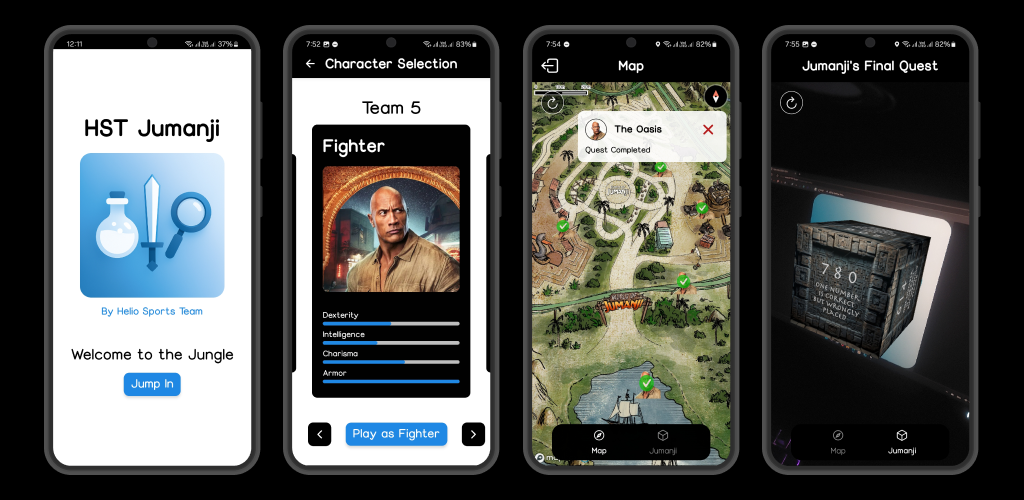 12:11
37%
HST Jumanji
By Helio Sports Team
Welcome to the Jungle
Jump In
7:52
83%
Character Selection
Team 5
Fighter
Dexterity
Intelligence
Charisma
Armor
Play as Fighter
7:54
82%
Map
The Oasis
Quest Completed
JUMANJI
JUMANJI
Map
Jumanji
7:55
82%
Jumanji's Final Quest
780
ONE NUMBER
IS CORRECT
BUT WRONGLY
PLACED
Map
Jumanji